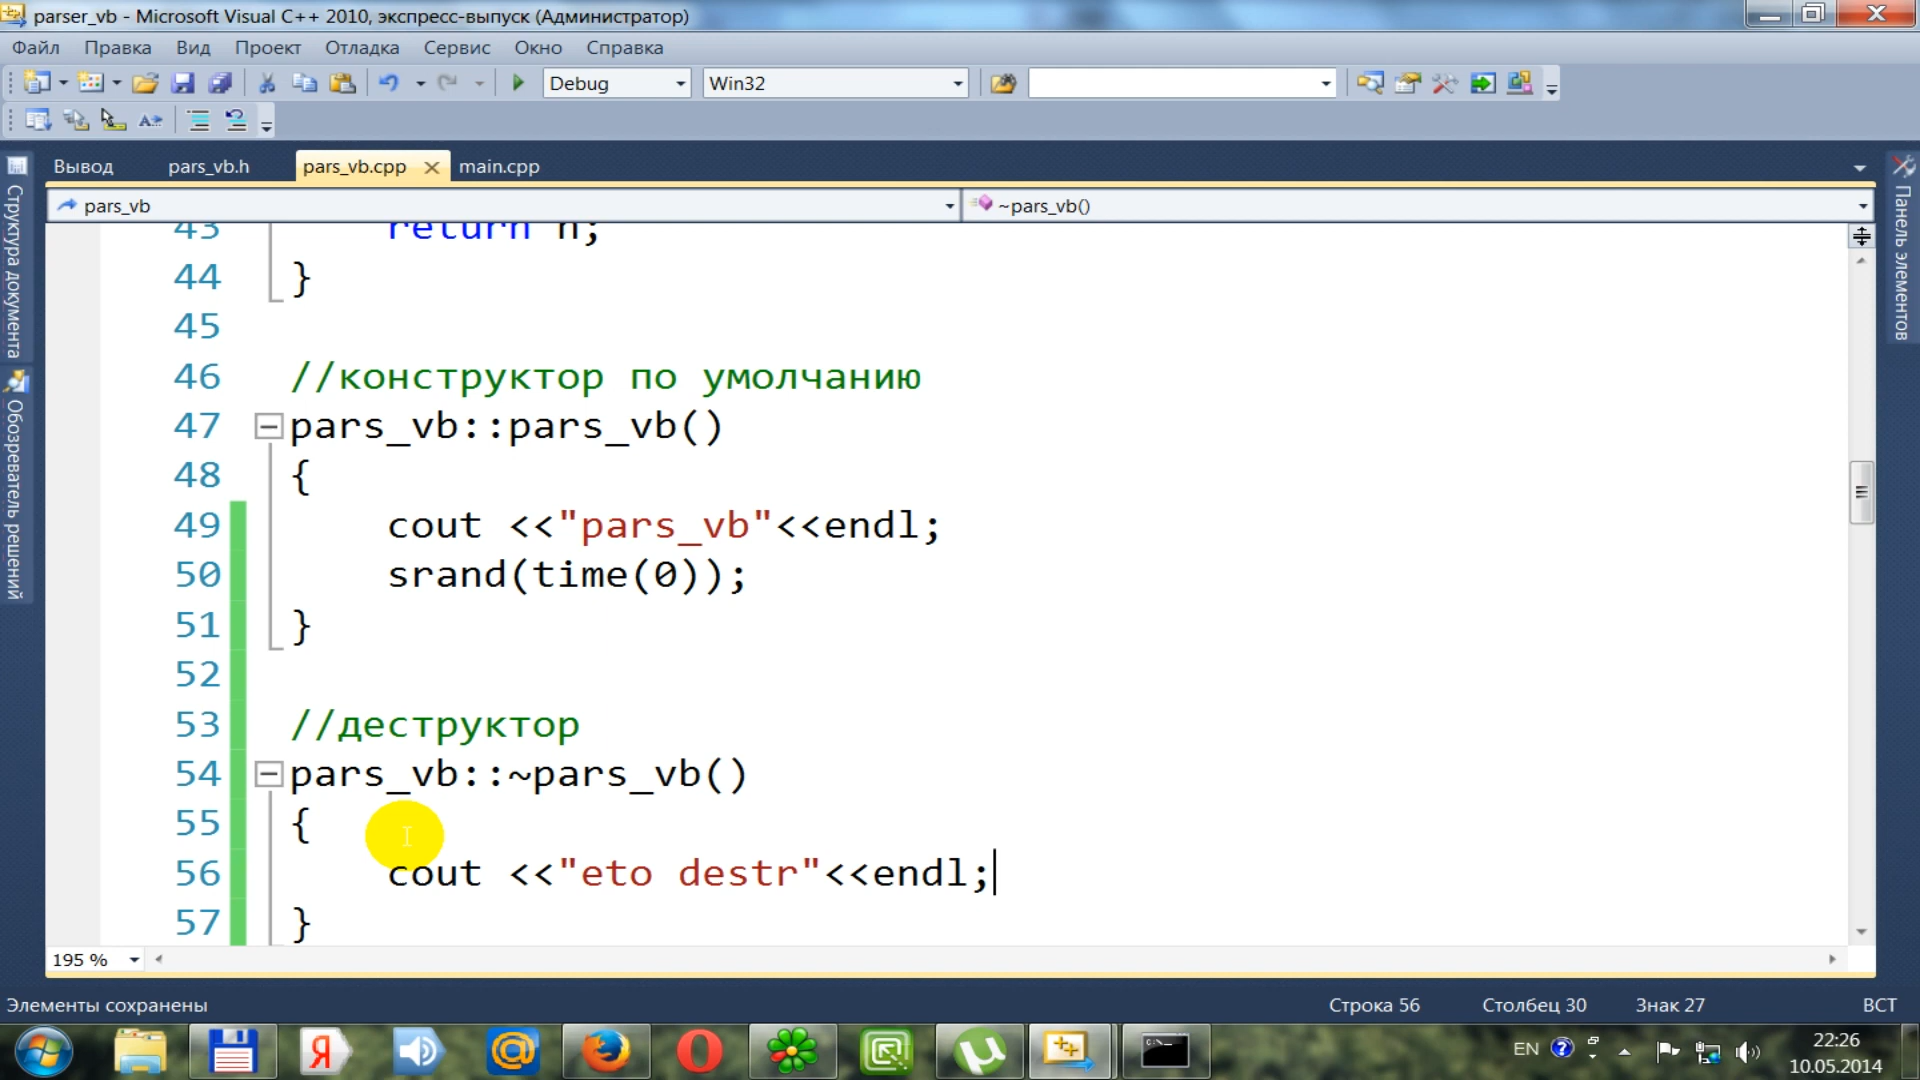 parser_vb - Microsoft Visual C++ 2010, экспресс-выпуск (Администратор)
Файл Правка Вид Проект Отладка Сервис Окно Справка
Debug Win32
Вывод pars_vb.h pars_vb.cpp main.cpp
pars_vb ~pars_vb()
43 return n;
44 }
45
46 //конструктор по умолчанию
47 pars_vb::pars_vb()
48 {
49 cout <<"pars_vb"<<endl;
50 srand(time(0));
51 }
52
53 //деструктор
54 pars_vb::~pars_vb()
55 {
56 cout <<"eto destr"<<endl;
57 }
195 %
Структура документа
Обозреватель решений
Панель элементов
Элементы сохранены Строка 56 Столбец 30 Знак 27 ВСТ
EN 22:26
10.05.2014